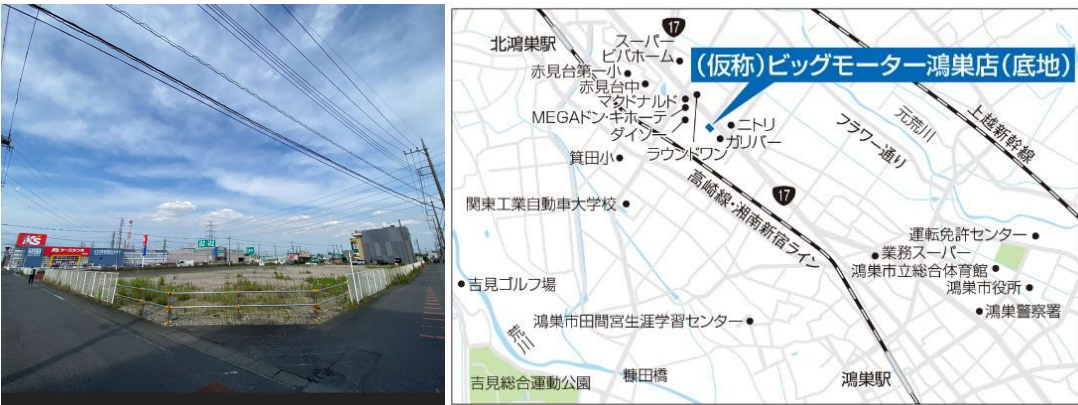 K's
K's ケーズデンキ
17
北鴻巣駅
スーパー
ビバホーム
(仮称)ビッグモーター鴻巣店(底地)
赤見台第一小
赤見台中
マクドナルド
MEGAドン・キホーテ
ダイソー
ラウンドワン
ニトリ
ガリバー
元荒川
上越新幹線
フラワー通り
箕田小
高崎線・湘南新宿ライン
17
関東工業自動車大学校
運転免許センター
業務スーパー
鴻巣市立総合体育館
鴻巣市役所
鴻巣警察署
吉見ゴルフ場
鴻巣市田間宮生涯学習センター
荒川
吉見総合運動公園
糠田橋
鴻巣駅